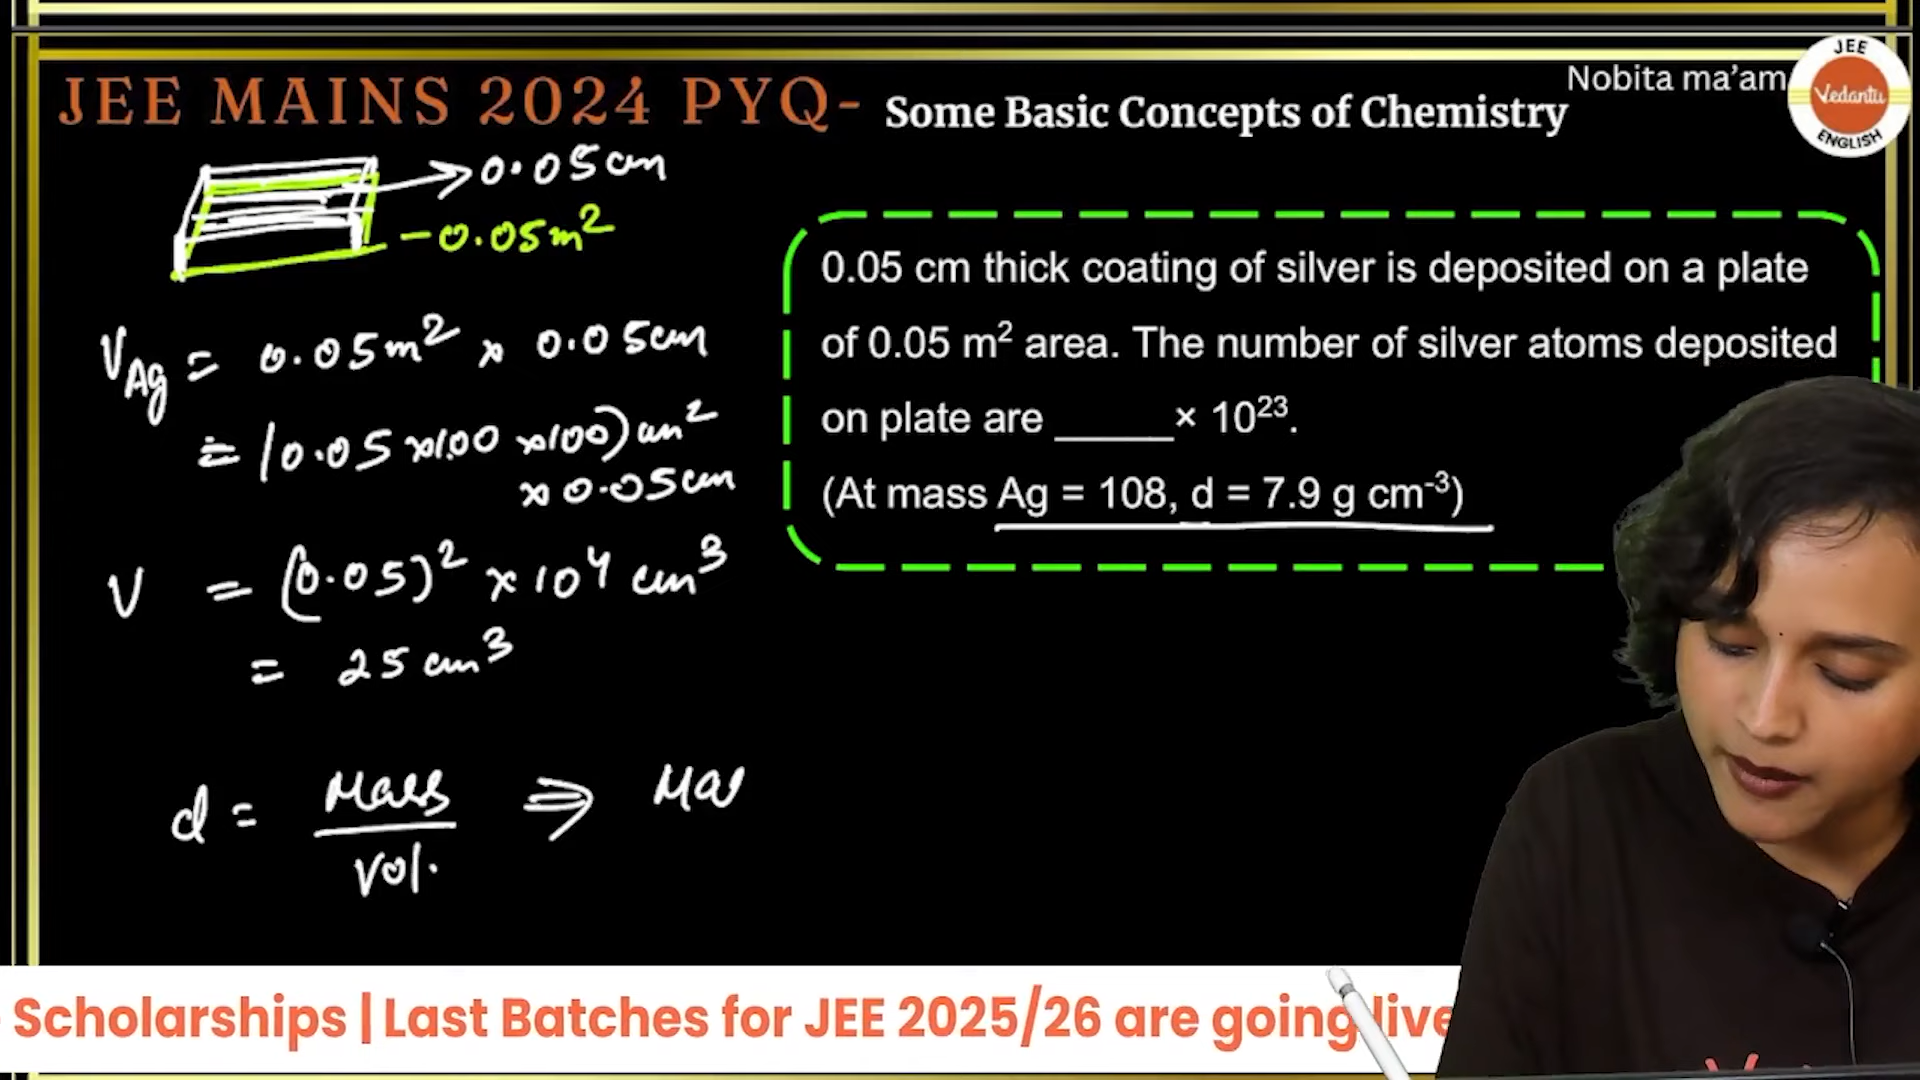 JEE MAINS 2024 PYQ- Some Basic Concepts of Chemistry
Nobita ma'am
JEE
Vedantu
ENGLISH
0.05cm
-0.05m²
V_Ag = 0.05m² × 0.05cm
= (0.05×100×100)cm²
×0.05cm
V = (0.05)² ×10⁴ cm³
= 25cm³
d = Mass/Vol. ⇒ Mas
0.05 cm thick coating of silver is deposited on a plate
of 0.05 m² area. The number of silver atoms deposited
on plate are _____× 10²³.
(At mass Ag = 108, d = 7.9 g cm⁻³)
Scholarships | Last Batches for JEE 2025/26 are going live